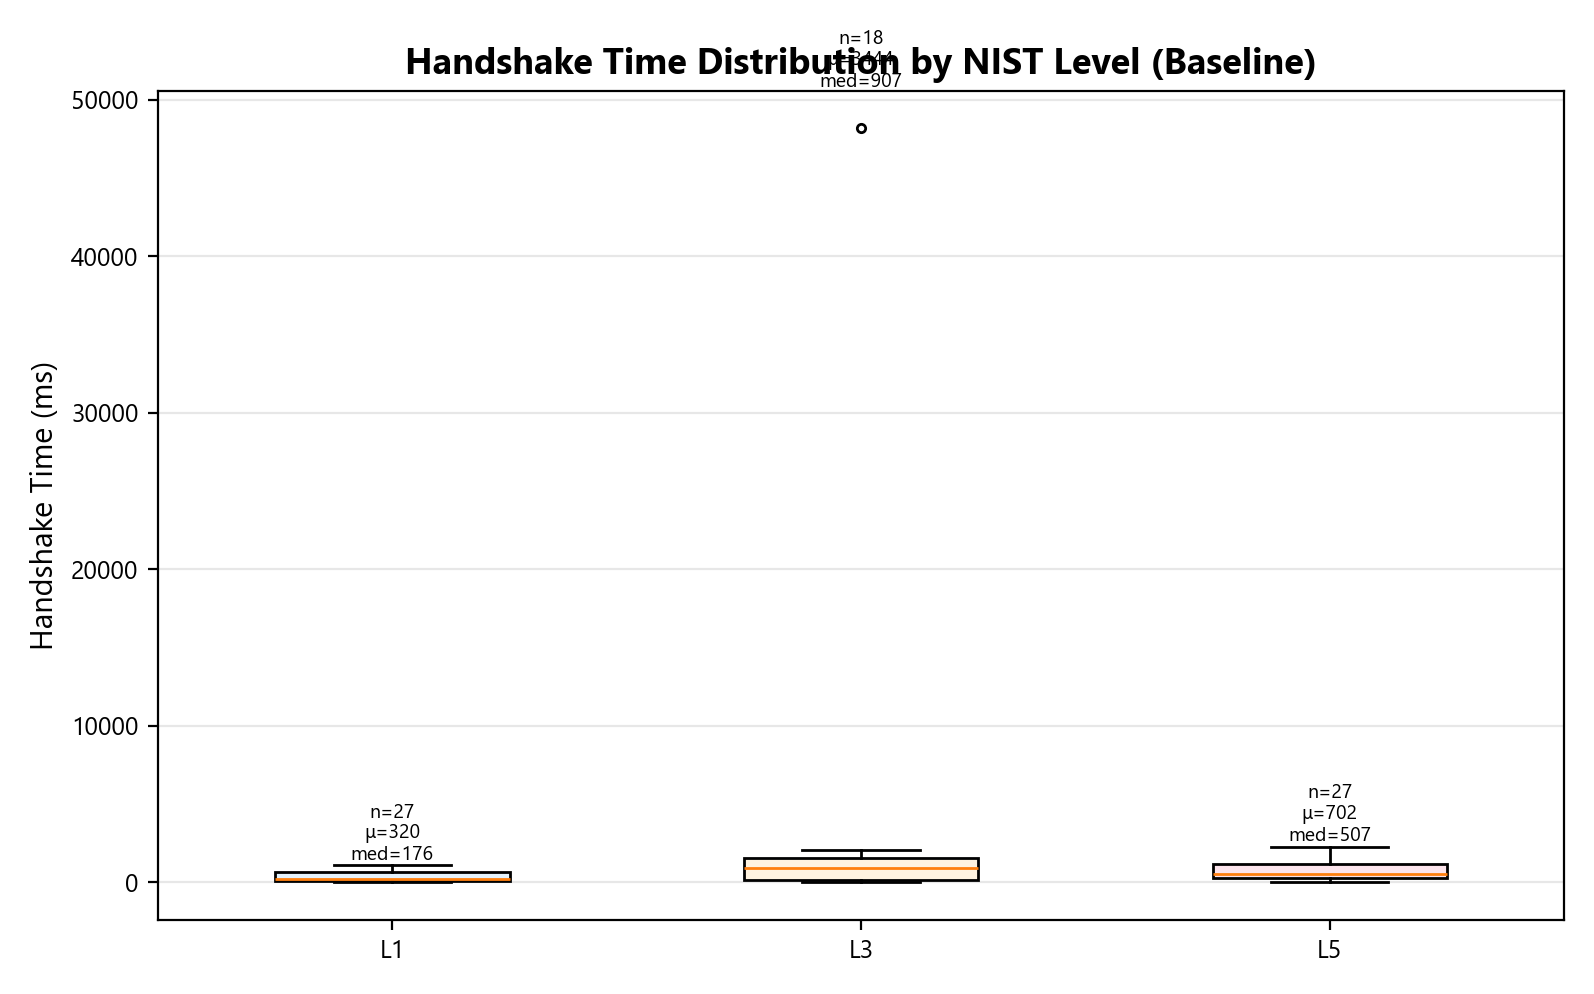 n=18
Handshake Time Distribution by NIST Level (Baseline)
μ=3444
med=907
50000
40000
30000
20000
10000
0
Handshake Time (ms)
n=27
μ=320
med=176
n=27
μ=702
med=507
L1
L3
L5